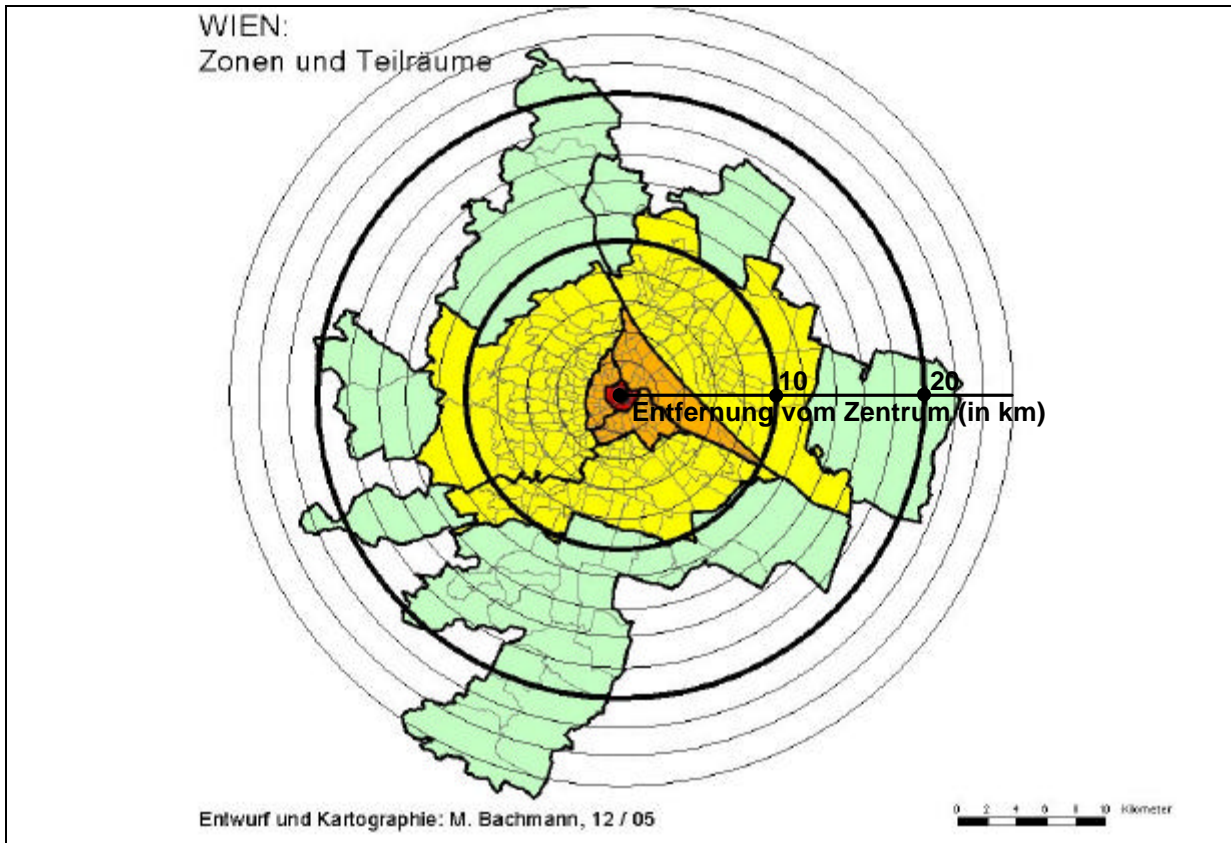 WIEN:
Zonen und Teilräume
10
20
Entfernung vom Zentrum (in km)
Entwurf und Kartographie: M. Bachmann, 12 / 05
0 2 4 6 8 10 Kilometer